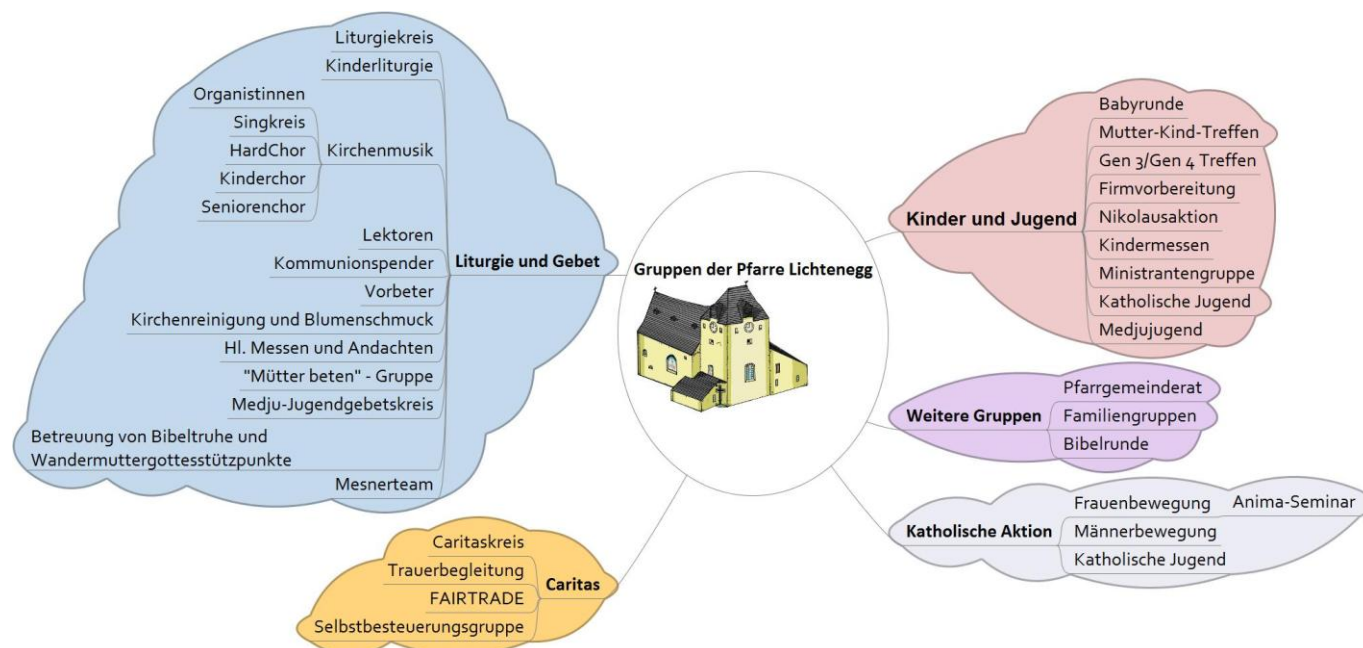 Gruppen der Pfarre Lichtenegg
Liturgie und Gebet
Liturgiekreis
Kinderliturgie
Kirchenmusik
Organistinnen
Singkreis
HardChor
Kinderchor
Seniorenchor
Lektoren
Kommunionspender
Vorbeter
Kirchenreinigung und Blumenschmuck
Hl. Messen und Andachten
"Mütter beten" - Gruppe
Medju-Jugendgebetskreis
Betreuung von Bibeltruhe und
Wandermuttergottesstützpunkte
Mesnerteam
Caritas
Caritaskreis
Trauerbegleitung
FAIRTRADE
Selbstbesteuerungsgruppe
Kinder und Jugend
Babyrunde
Mutter-Kind-Treffen
Gen 3/Gen 4 Treffen
Firmvorbereitung
Nikolausaktion
Kindermessen
Ministrantengruppe
Katholische Jugend
Medjujugend
Weitere Gruppen
Pfarrgemeinderat
Familiengruppen
Bibelrunde
Katholische Aktion
Frauenbewegung
Anima-Seminar
Männerbewegung
Katholische Jugend